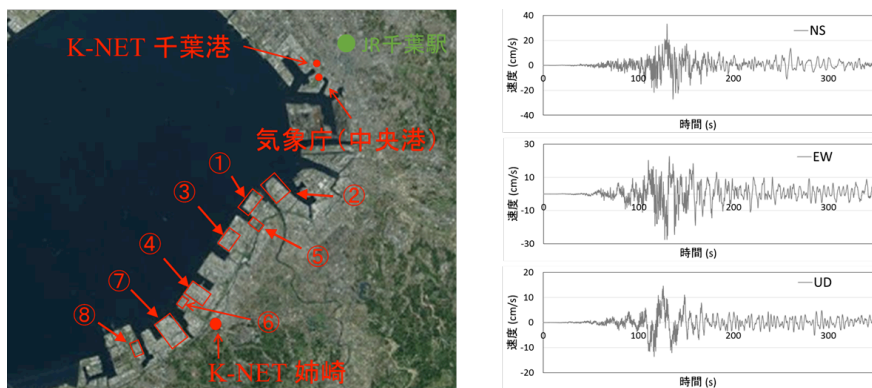 K-NET 千葉港
JR千葉駅
気象庁(中央港)
①
②
③
④
⑤
⑥
⑦
⑧
K-NET 姉崎
NS
速度 (cm/s)
40
20
0
-20
-40
0
100
200
300
時間 (s)
EW
速度 (cm/s)
30
10
-10
-30
0
100
200
300
時間 (s)
UD
速度 (cm/s)
20
10
0
-10
-20
0
100
200
300
時間 (s)